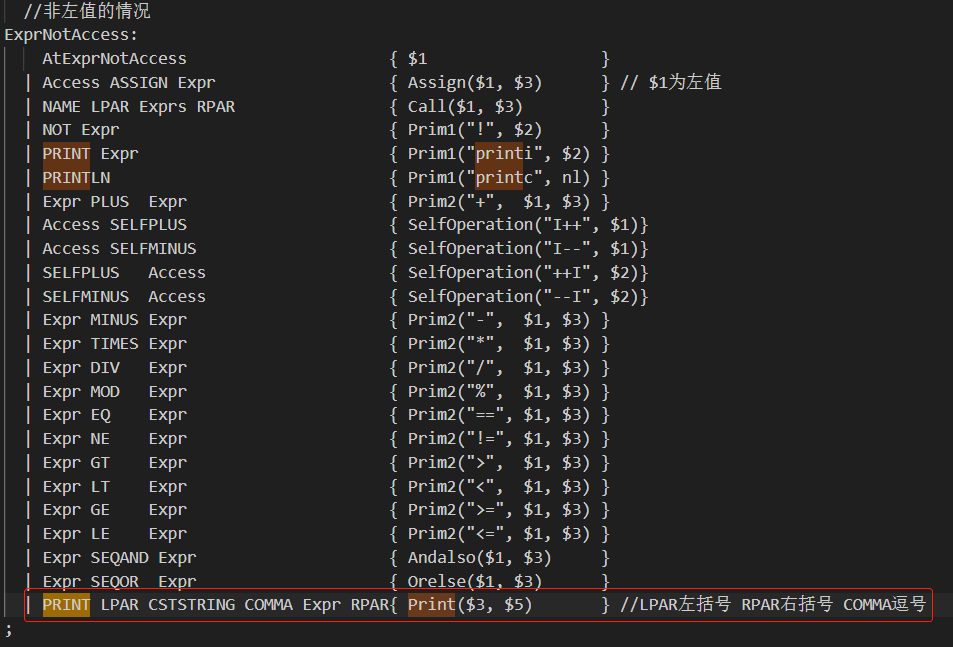 //非左值的情况
ExprNotAccess:
    AtExprNotAccess                     { $1                  }
  | Access ASSIGN Expr                  { Assign($1, $3)      } // $1为左值
  | NAME LPAR Exprs RPAR                { Call($1, $3)        }
  | NOT Expr                            { Prim1("!", $2)      }
  | PRINT Expr                          { Prim1("printi", $2) }
  | PRINTLN                             { Prim1("printc", nl) }
  | Expr PLUS  Expr                     { Prim2("+",  $1, $3) }
  | Access SELFPLUS                     { SelfOperation("I++", $1)}
  | Access SELFMINUS                    { SelfOperation("I--", $1)}
  | SELFPLUS   Access                   { SelfOperation("++I", $2)}
  | SELFMINUS  Access                   { SelfOperation("--I", $2)}
  | Expr MINUS Expr                     { Prim2("-",  $1, $3) }
  | Expr TIMES Expr                     { Prim2("*",  $1, $3) }
  | Expr DIV   Expr                     { Prim2("/",  $1, $3) }
  | Expr MOD   Expr                     { Prim2("%",  $1, $3) }
  | Expr EQ    Expr                     { Prim2("==", $1, $3) }
  | Expr NE    Expr                     { Prim2("!=", $1, $3) }
  | Expr GT    Expr                     { Prim2(">",  $1, $3) }
  | Expr LT    Expr                     { Prim2("<",  $1, $3) }
  | Expr GE    Expr                     { Prim2(">=", $1, $3) }
  | Expr LE    Expr                     { Prim2("<=", $1, $3) }
  | Expr SEQAND Expr                    { Andalso($1, $3)     }
  | Expr SEQOR  Expr                    { Orelse($1, $3)      }
  | PRINT LPAR CSTSTRING COMMA Expr RPAR{ Print($3, $5)       } //LPAR左括号 RPAR右括号 COMMA逗号
;